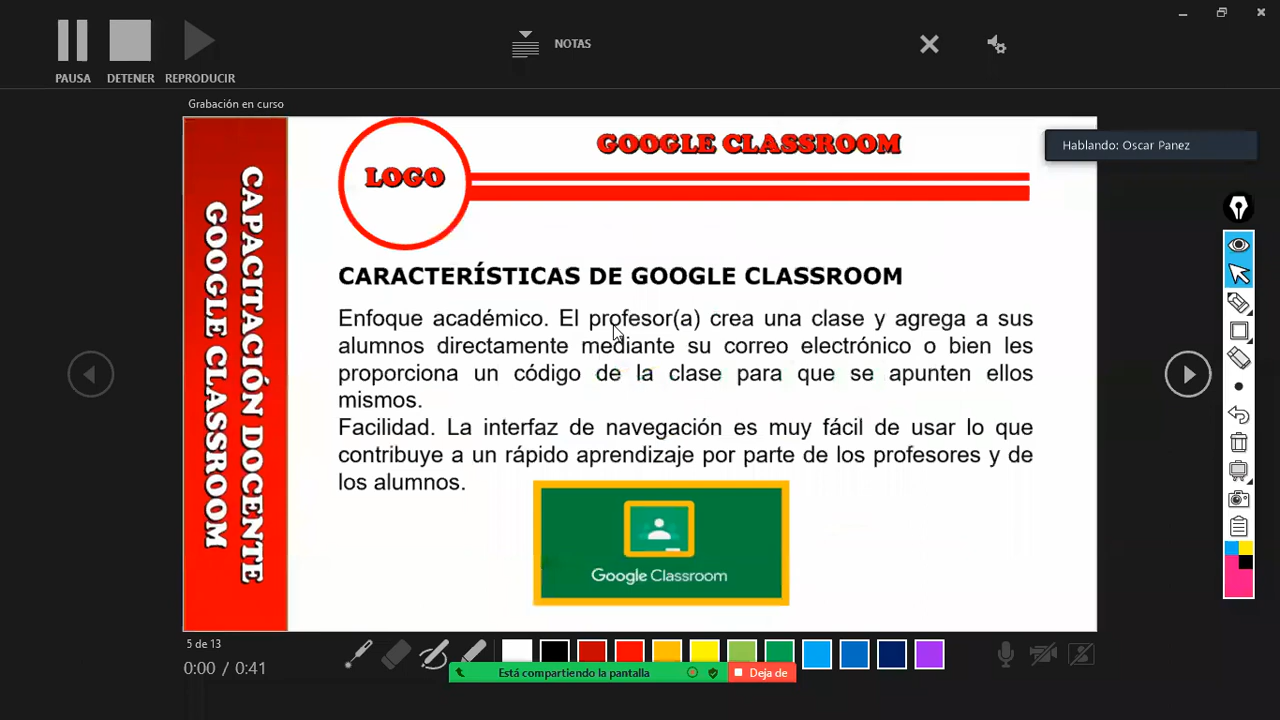 PAUSA
DETENER
REPRODUCIR
NOTAS
Grabación en curso
CAPACITACIÓN DOCENTE
GOOGLE CLASSROOM
LOGO
GOOGLE CLASSROOM
Hablando: Oscar Panez
CARACTERÍSTICAS DE GOOGLE CLASSROOM
Enfoque académico. El profesor(a) crea una clase y agrega a sus
alumnos directamente mediante su correo electrónico o bien les
proporciona un código de la clase para que se apunten ellos
mismos.
Facilidad. La interfaz de navegación es muy fácil de usar lo que
contribuye a un rápido aprendizaje por parte de los profesores y de
los alumnos.
Google Classroom
5 de 13
0:00 / 0:41
Está compartiendo la pantalla
Deja de